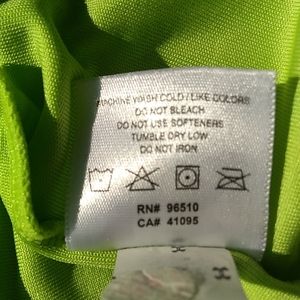 MACHINE WASH COLD / LIKE COLORS
DO NOT BLEACH
DO NOT USE SOFTENERS
TUMBLE DRY LOW
DO NOT IRON
RN# 96510
CA# 41095